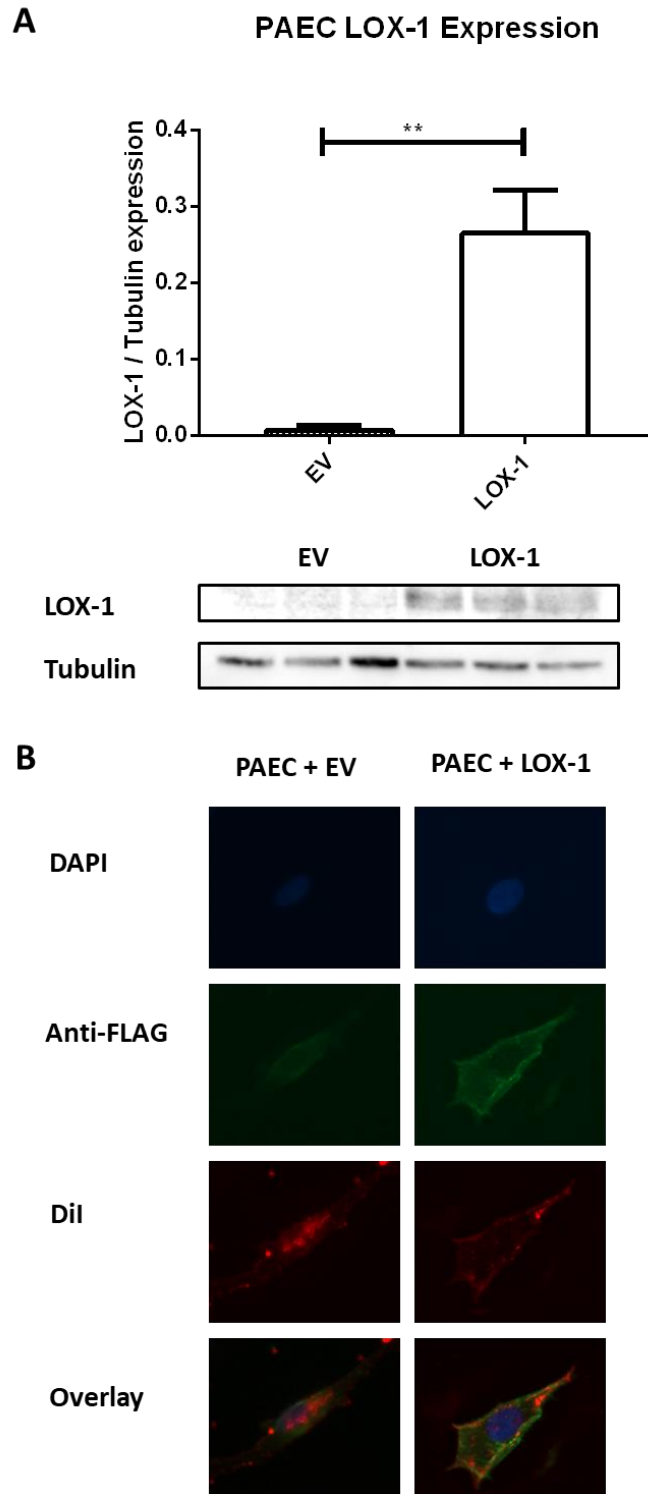 A
PAEC LOX-1 Expression
LOX-1 / Tubulin expression
0.4
0.3
0.2
0.1
0.0
**
EV
LOX-1
EV LOX-1
LOX-1
Tubulin
B
PAEC + EV PAEC + LOX-1
DAPI
Anti-FLAG
DiI
Overlay